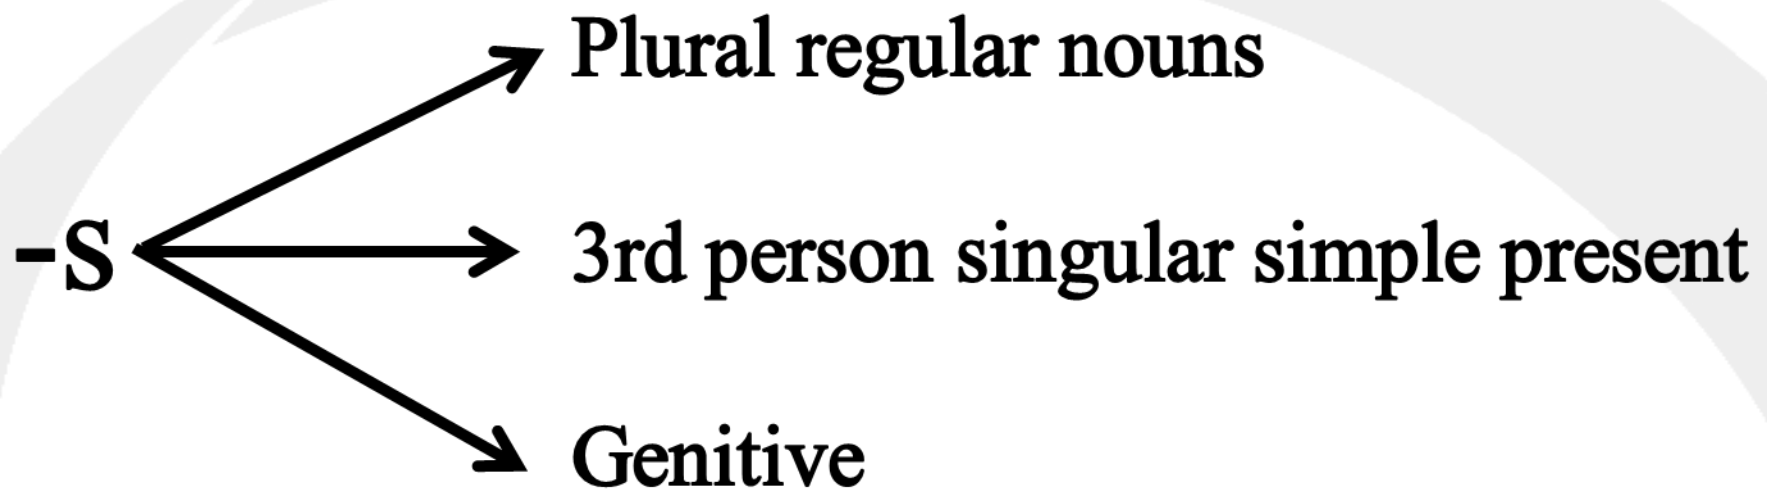 Plural regular nouns
-s
3rd person singular simple present
Genitive